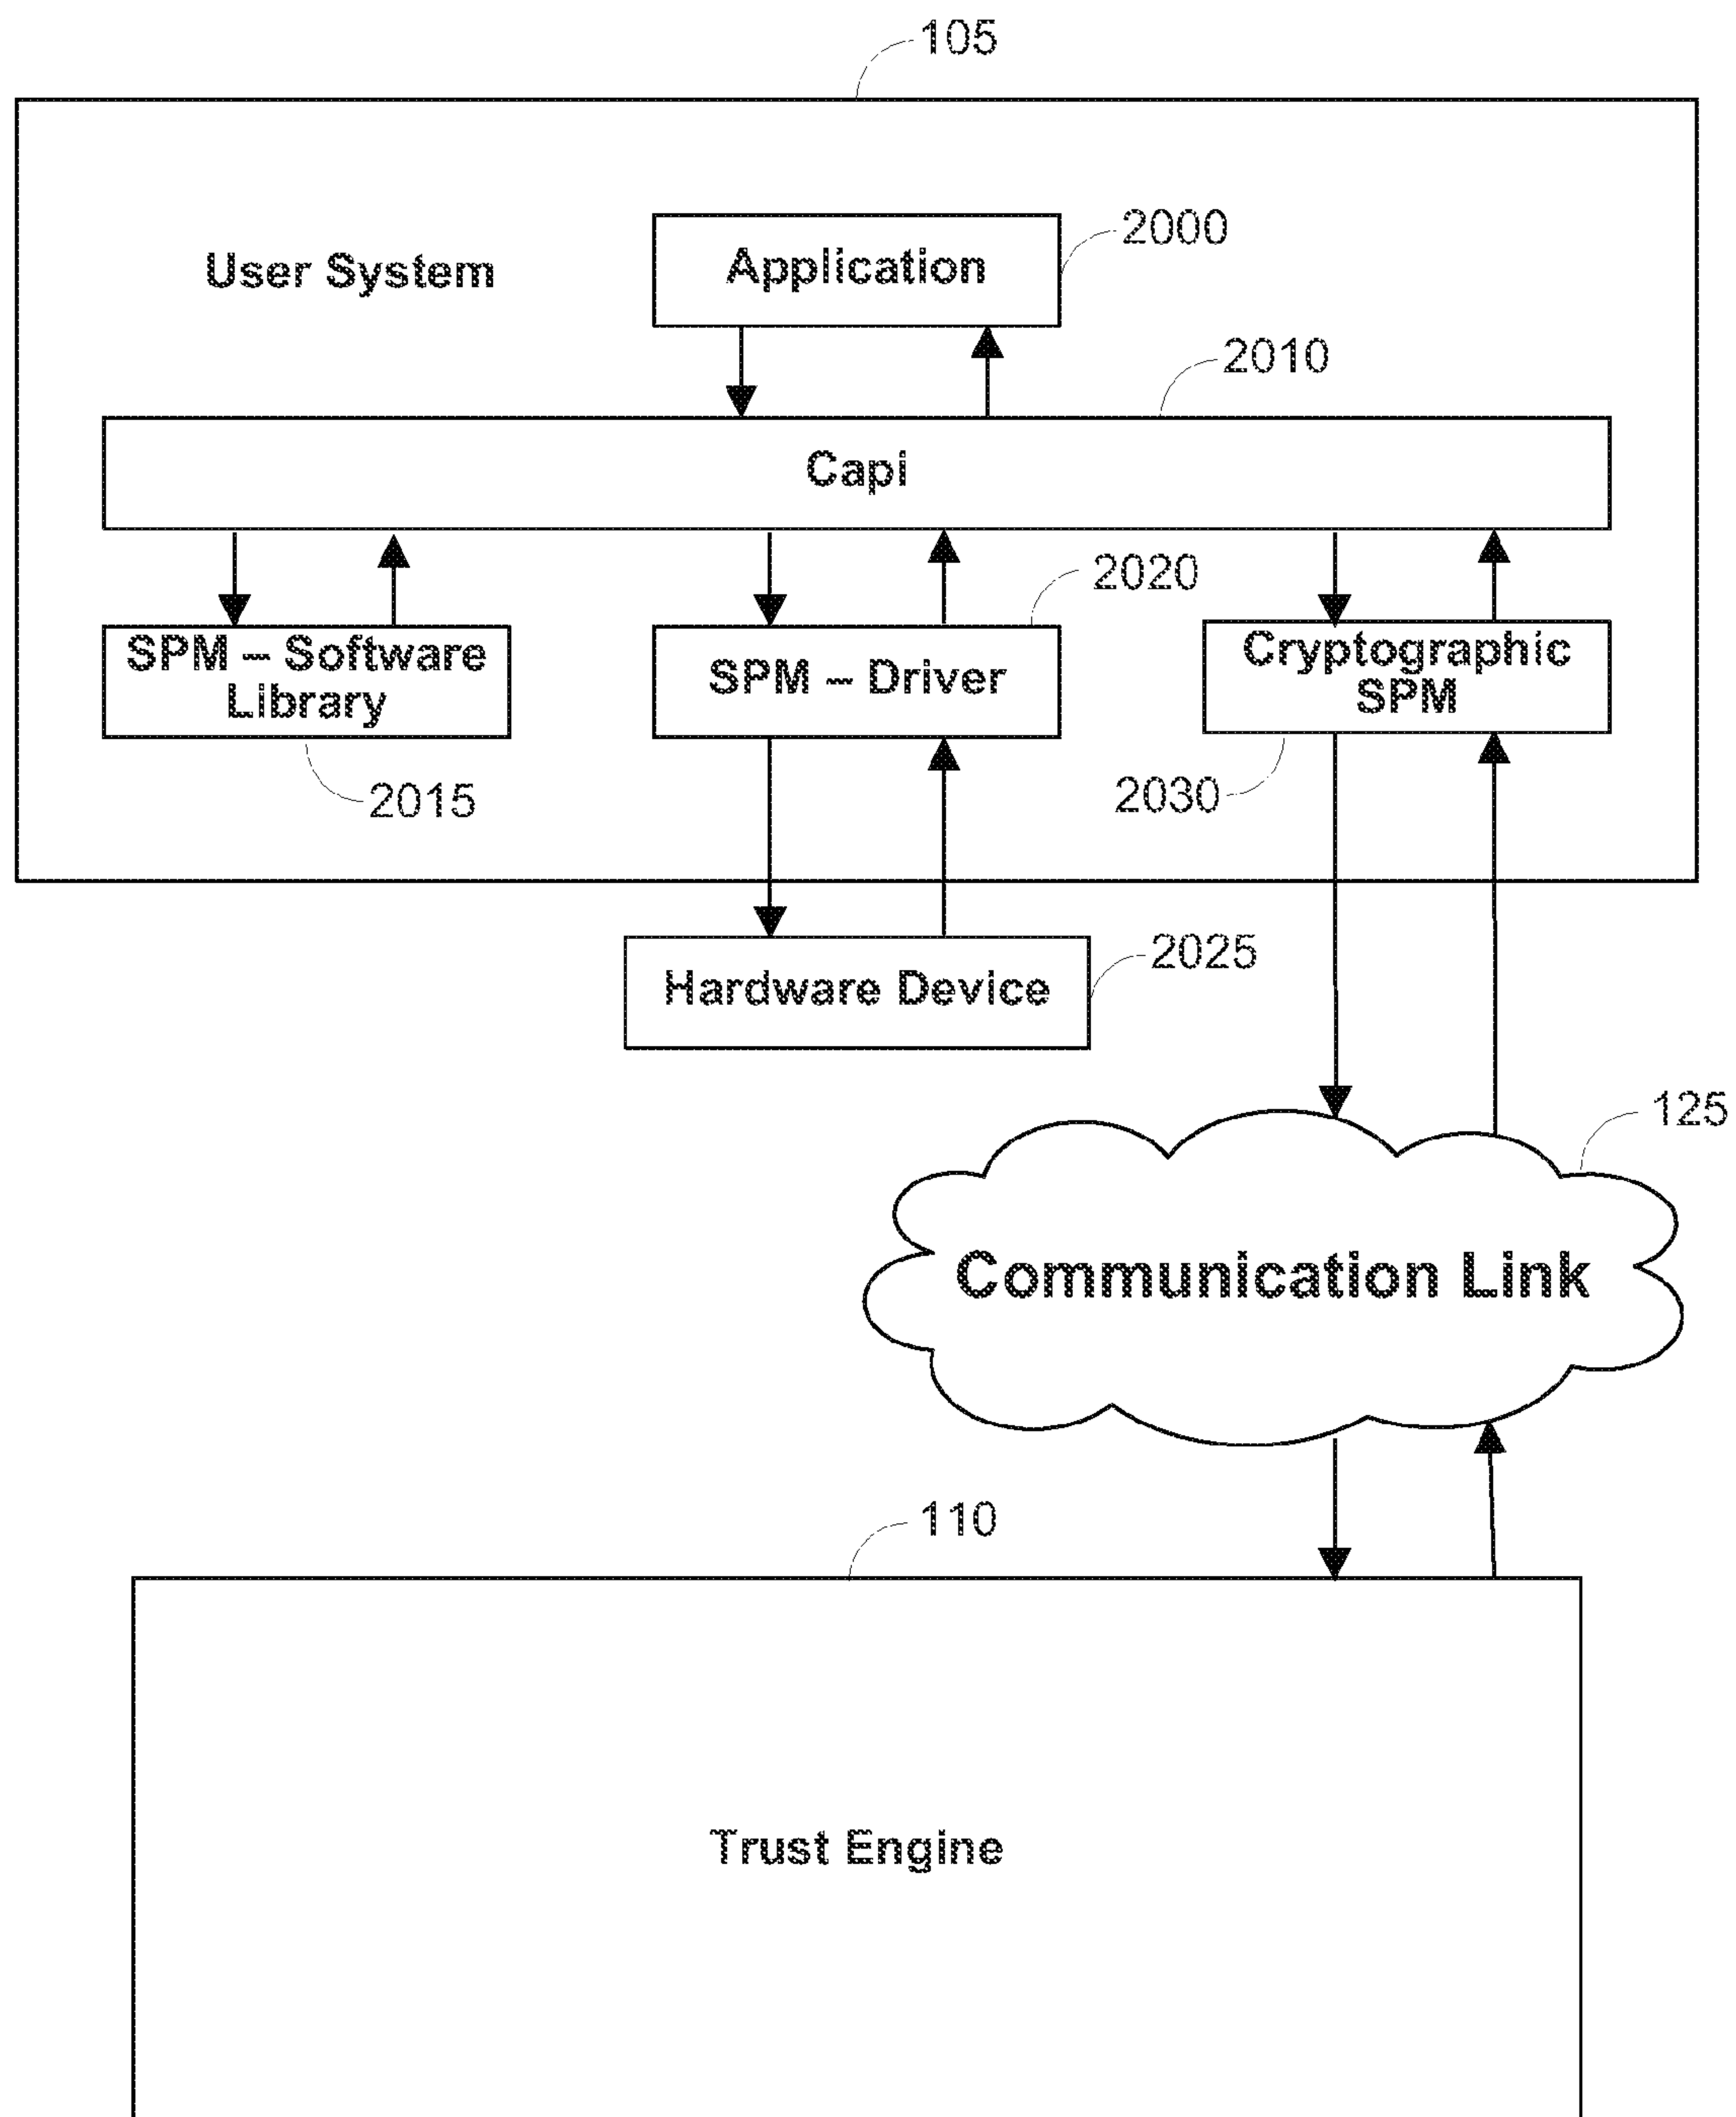 105
2000
User System
Application
2010
Capi
2020
SPM – Software
Library
SPM – Driver
Cryptographic
SPM
2015
2030
2025
Hardware Device
125
Communication Link
110
Trust Engine